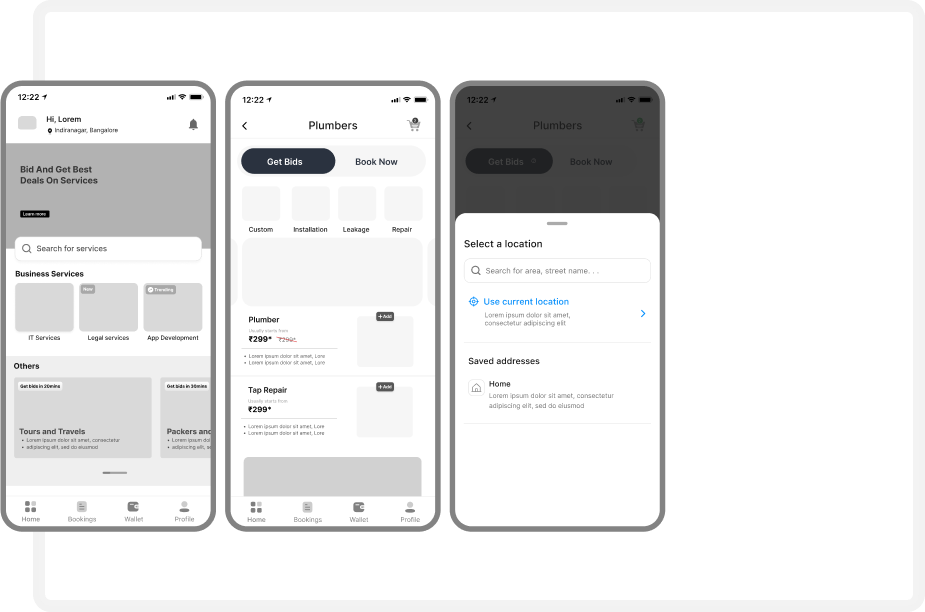 12:22
Hi, Lorem
Indiranagar, Bangalore
Bid And Get Best
Deals On Services
Learn more
Search for services
Business Services
New
Trending
IT Services
Legal services
App Development
Others
Get bids in 20mins
Get bids in 30mins
Tours and Travels
• Lorem ipsum dolor sit amet, consectetur
• adipiscing elit, sed do eiusmod
Packers and
• Lorem ipsum dol
• adipiscing elit, s
Home
Bookings
Wallet
Profile
12:22
Plumbers
Get Bids
Book Now
Custom
Installation
Leakage
Repair
Plumber
Usually starts from
₹299* ₹299*
• Lorem ipsum dolor sit amet, Lore
• Lorem ipsum dolor sit amet, Lure
+ Add
Tap Repair
Usually starts from
₹299*
• Lorem ipsum dolor sit amet, Lore
• Lorem ipsum dolor sit amet, Lore
+ Add
Home
Bookings
Wallet
Profile
12:22
Plumbers
Get Bids
Book Now
Select a location
Search for area, street name. . .
Use current location
Lorem ipsum dolor sit amet,
consectetur adipiscing elit
Saved addresses
Home
Lorem ipsum dolor sit amet, consectetur
adipiscing elit, sed do eiusmod